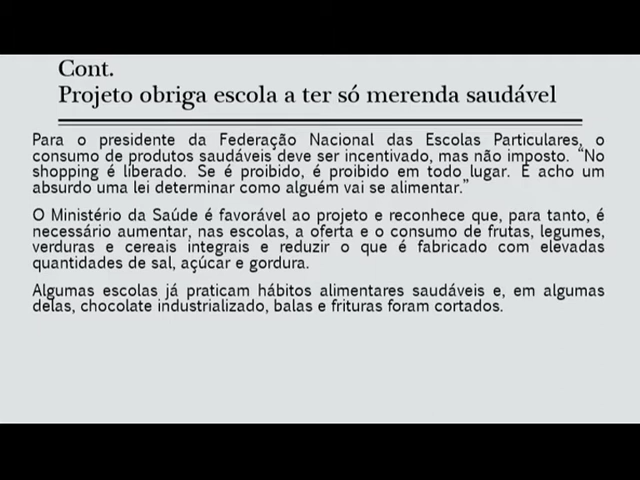 Cont.
Projeto obriga escola a ter só merenda saudável
Para o presidente da Federação Nacional das Escolas Particulares, o
consumo de produtos saudáveis deve ser incentivado, mas não imposto. “No
shopping é liberado. Se é proibido, é proibido em todo lugar. E acho um
absurdo uma lei determinar como alguém vai se alimentar.”
O Ministério da Saúde é favorável ao projeto e reconhece que, para tanto, é
necessário aumentar, nas escolas, a oferta e o consumo de frutas, legumes,
verduras e cereais integrais e reduzir o que é fabricado com elevadas
quantidades de sal, açúcar e gordura.
Algumas escolas já praticam hábitos alimentares saudáveis e, em algumas
delas, chocolate industrializado, balas e frituras foram cortados.